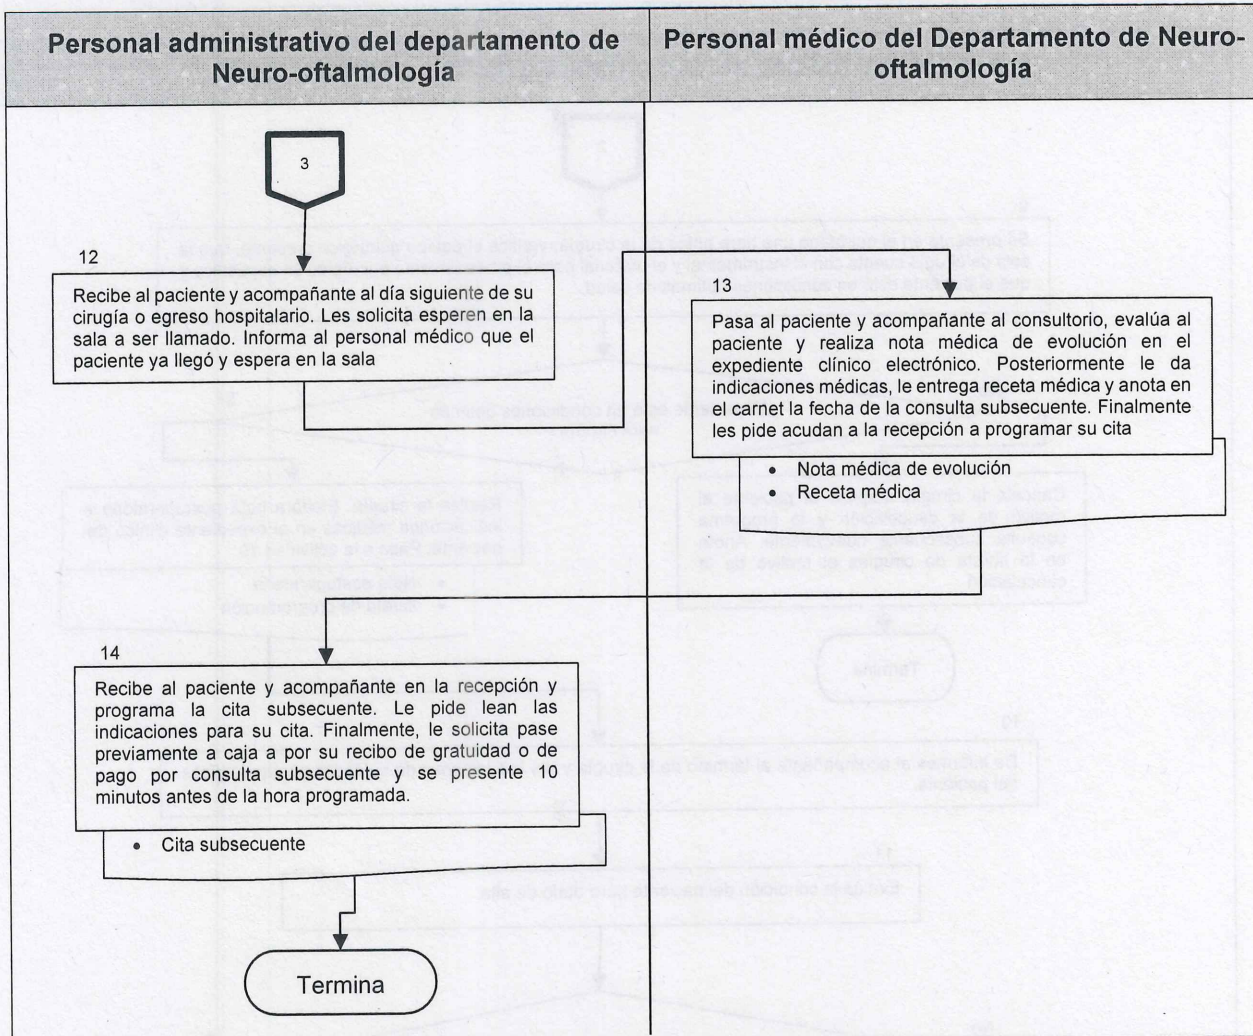 Personal administrativo del departamento de
Neuro-oftalmología
Personal médico del Departamento de Neuro-
oftalmología
3
12
Recibe al paciente y acompañante al día siguiente de su
cirugía o egreso hospitalario. Les solicita esperen en la
sala a ser llamado. Informa al personal médico que el
paciente ya llegó y espera en la sala
13
Pasa al paciente y acompañante al consultorio, evalúa al
paciente y realiza nota médica de evolución en el
expediente clínico electrónico. Posteriormente le da
indicaciones médicas, le entrega receta médica y anota en
el carnet la fecha de la consulta subsecuente. Finalmente
les pide acudan a la recepción a programar su cita
• Nota médica de evolución
• Receta médica
14
Recibe al paciente y acompañante en la recepción y
programa la cita subsecuente. Le pide lean las
indicaciones para su cita. Finalmente, le solicita pase
previamente a caja a por su recibo de gratuidad o de
pago por consulta subsecuente y se presente 10
minutos antes de la hora programada.
• Cita subsecuente
Termina